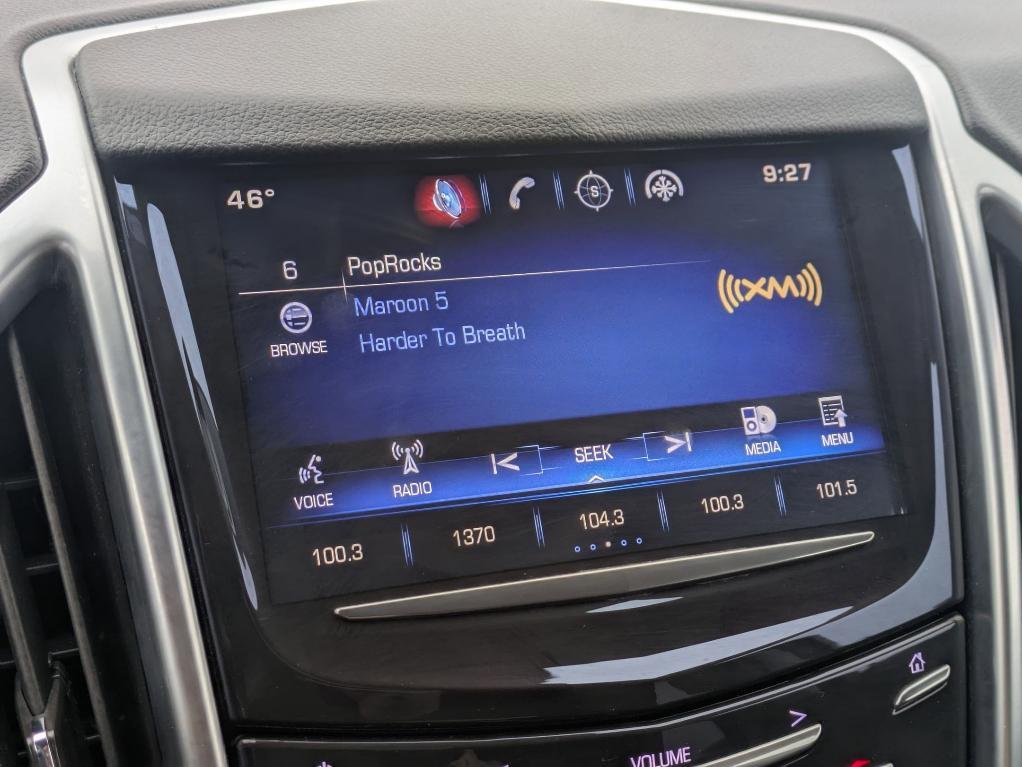 46° S 9:27
6 PopRocks
Maroon 5
Harder To Breath
XM
BROWSE
VOICE RADIO SEEK MEDIA MENU
100.3 1370 104.3 100.3 101.5
VOLUME